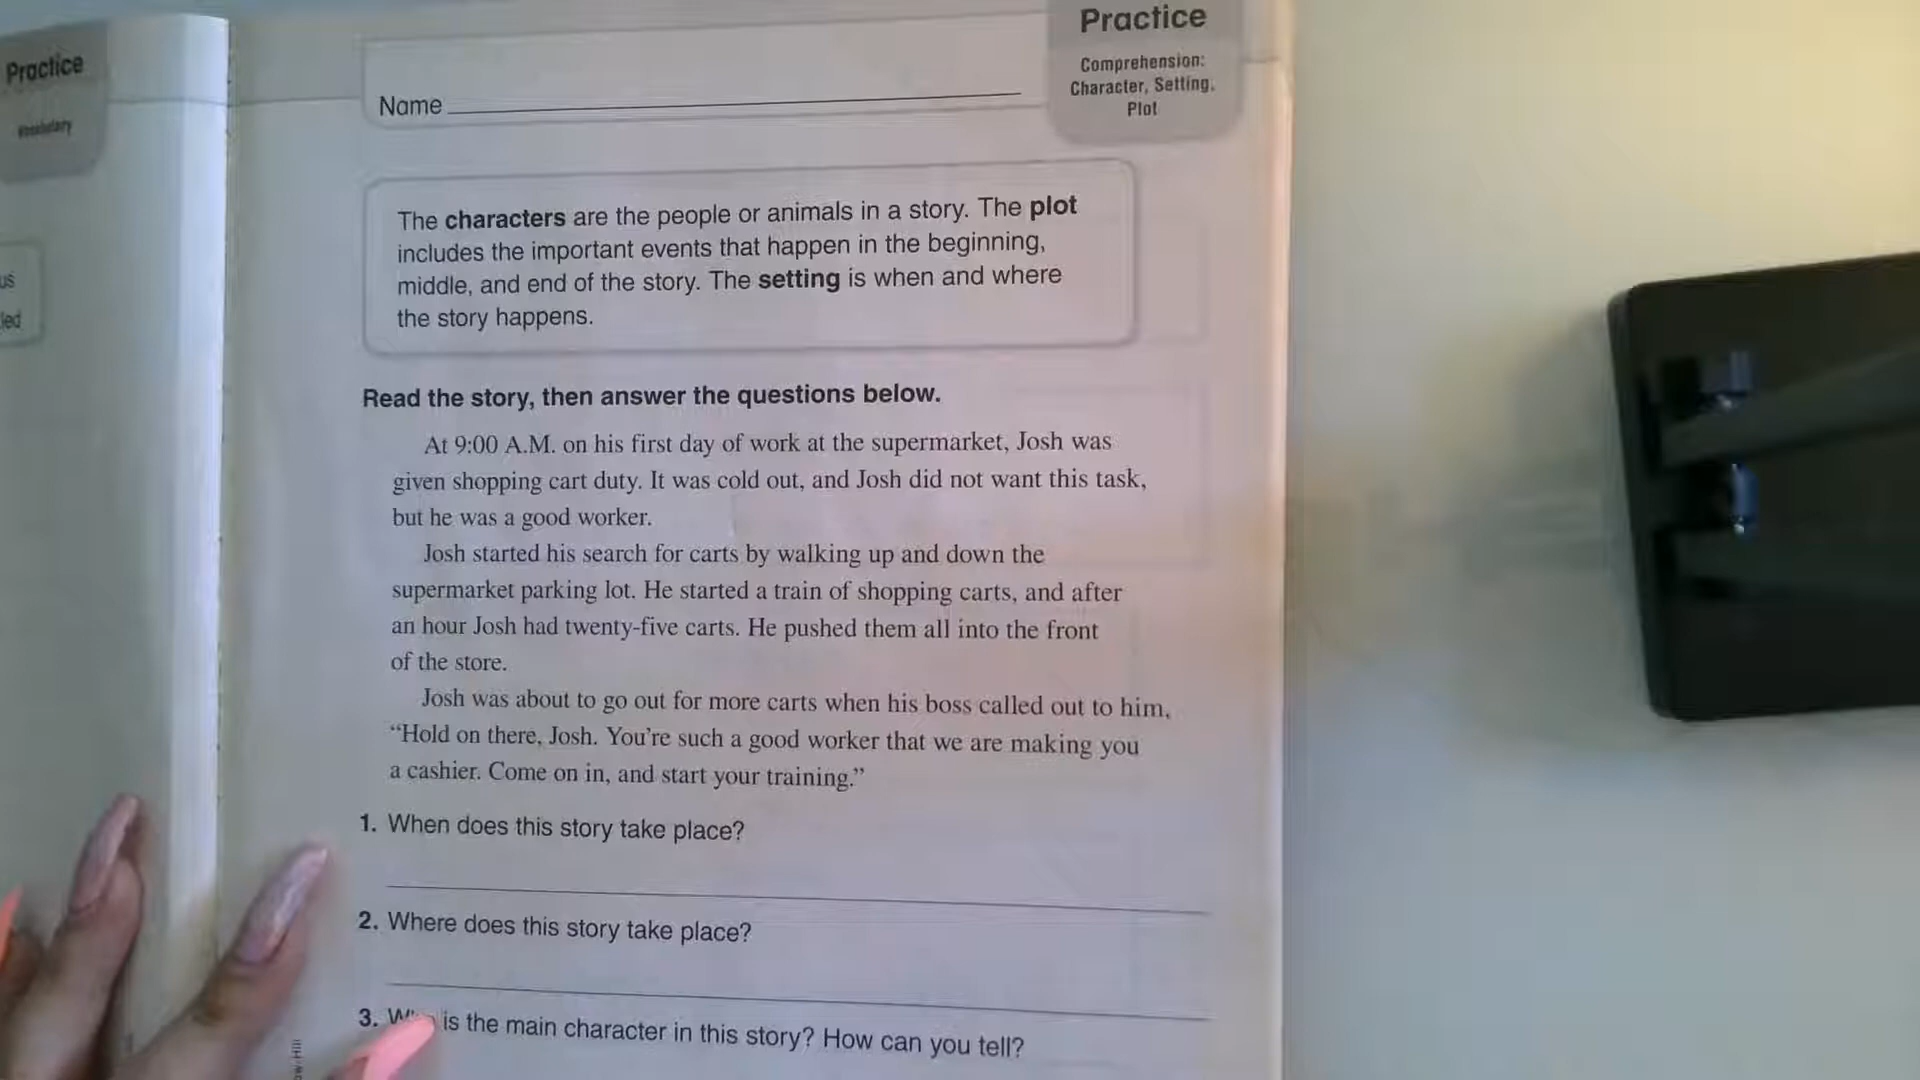 Practice
Vocabulary
us
led
Practice
Comprehension:
Character, Setting,
Plot
Name
The characters are the people or animals in a story. The plot
includes the important events that happen in the beginning,
middle, and end of the story. The setting is when and where
the story happens.
Read the story, then answer the questions below.
At 9:00 A.M. on his first day of work at the supermarket, Josh was
given shopping cart duty. It was cold out, and Josh did not want this task,
but he was a good worker.
Josh started his search for carts by walking up and down the
supermarket parking lot. He started a train of shopping carts, and after
an hour Josh had twenty-five carts. He pushed them all into the front
of the store.
Josh was about to go out for more carts when his boss called out to him,
“Hold on there, Josh. You’re such a good worker that we are making you
a cashier. Come on in, and start your training.”
1. When does this story take place?
2. Where does this story take place?
3. is the main character in this story? How can you tell?